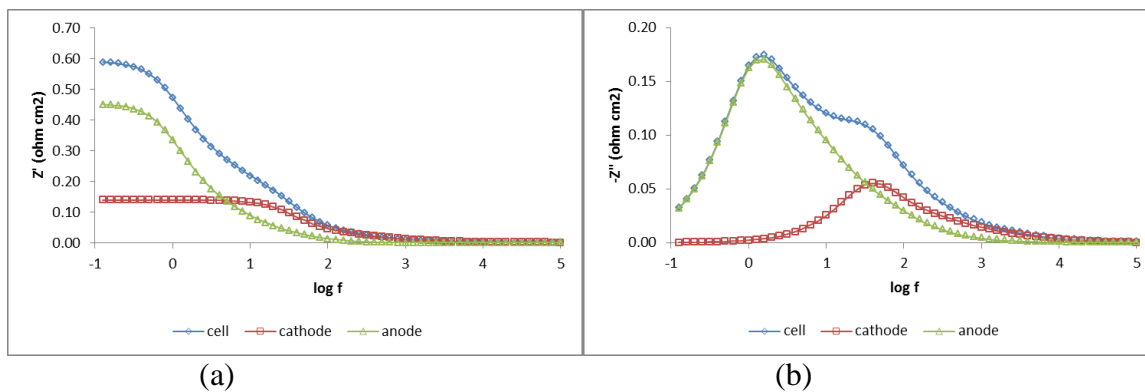 0.70
0.60
0.50
0.40
0.30
0.20
0.10
0.00
Z' (ohm cm2)
-1 0 1 2 3 4 5
log f
cell cathode anode
(a)
0.20
0.15
0.10
0.05
0.00
-Z'' (ohm cm2)
-1 0 1 2 3 4 5
log f
cell cathode anode
(b)